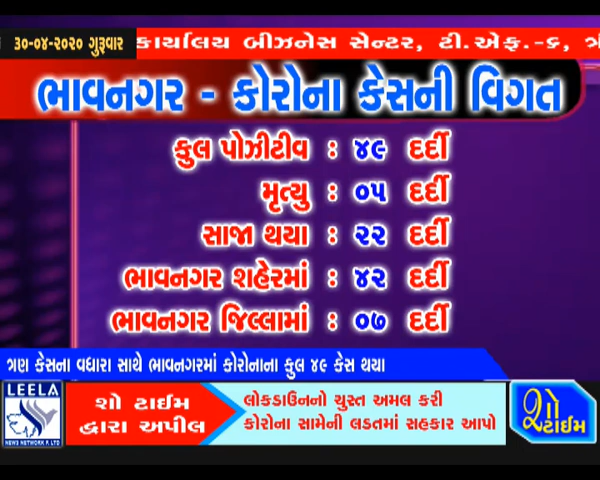 ૩૦-૦૪-૨૦૨૦ ગુરૂવાર કાર્યાલય બીઝનેસ સેન્ટર, ટી.એફ.-૬,
ભાવનગર - કોરોના કેસની વિગત
કુલ પોઝીટીવ : ૪૯ દર્દી
મૃત્યુ : ૦૫ દર્દી
સાજા થયા : ૨૨ દર્દી
ભાવનગર શહેરમાં : ૪૨ દર્દી
ભાવનગર જિલ્લામાં : ૦૭ દર્દી
ત્રણ કેસના વધારા સાથે ભાવનગરમાં કોરોનાના કુલ ૪૯ કેસ થયા
LEELA
NEWS NETWORK P. LTD
શો ટાઈમ
દ્વારા અપીલ
લોકડાઉનનો ચુસ્ત અમલ કરી
કોરોના સામેની લડતમાં સહકાર આપો
શો
ટાઈમ